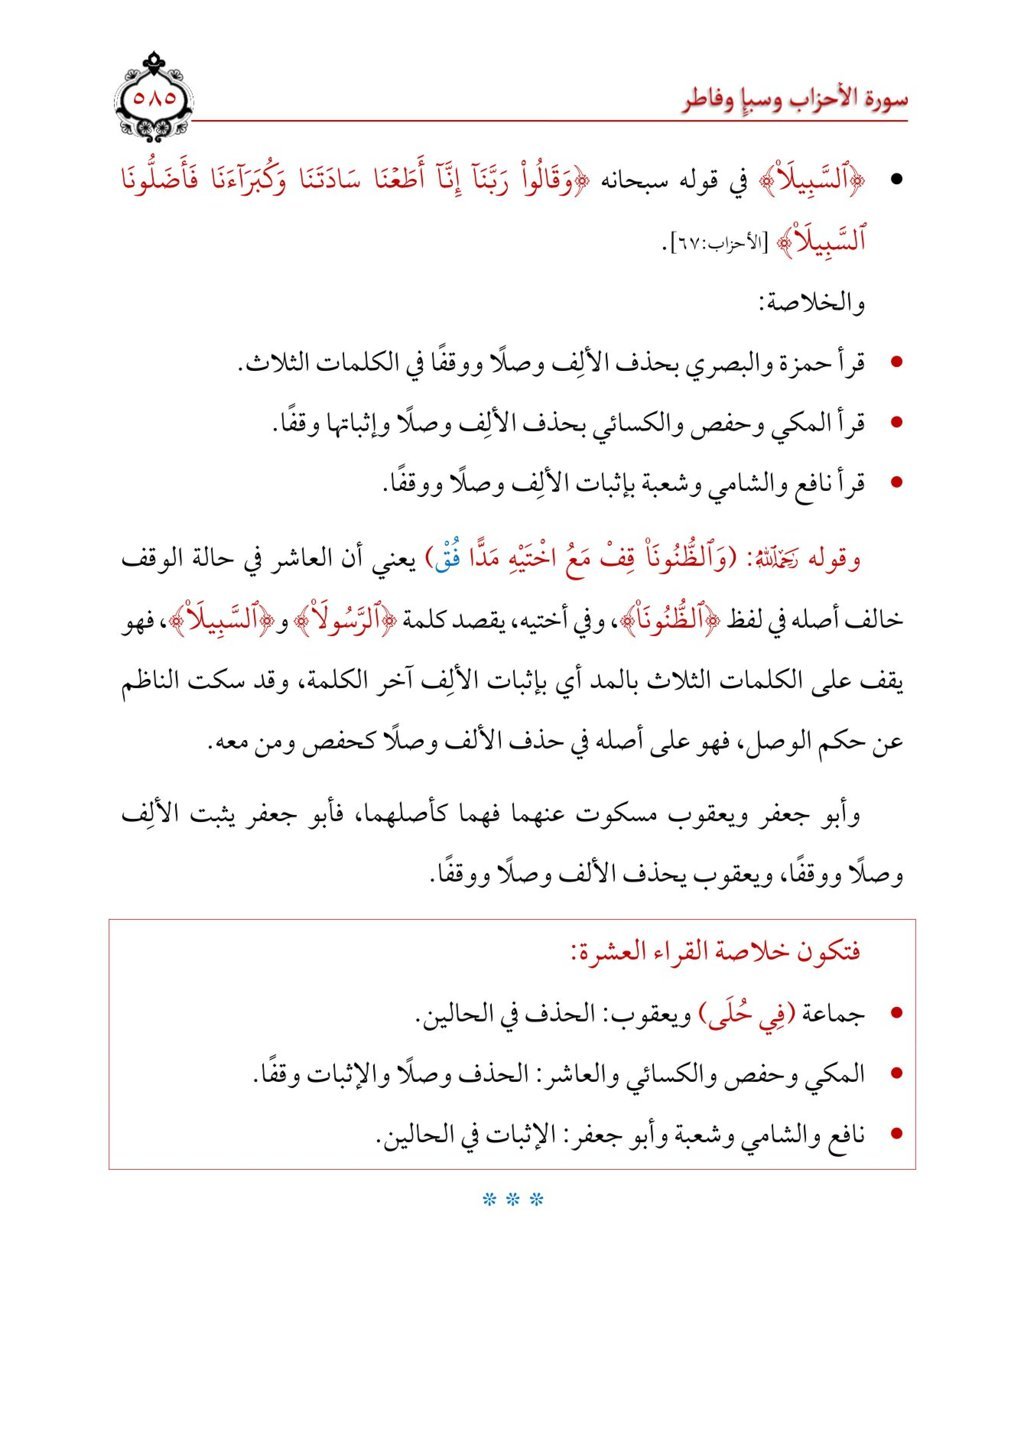 سورة الأحزاب وسبإٍ وفاطر
٥٨٥
• ﴿ٱلسَّبِيلَا۠﴾ في قوله سبحانه ﴿وَقَالُوا۟ رَبَّنَآ إِنَّآ أَطَعْنَا سَادَتَنَا وَكُبَرَآءَنَا فَأَضَلُّونَا
ٱلسَّبِيلَا۠﴾ [الأحزاب:٦٧].
والخلاصة:
• قرأ حمزة والبصري بحذف الألِف وصلًا ووقفًا في الكلمات الثلاث.
• قرأ المكي وحفص والكسائي بحذف الألِف وصلًا وإثباتها وقفًا.
• قرأ نافع والشامي وشعبة بإثبات الألِف وصلًا ووقفًا.
وقوله رَحِمَهُ ٱللَّهُ: (وَٱلظُّنُونَا۠ قِفْ مَعُ اخْتَيْهِ مَدًّا فُقْ) يعني أن العاشر في حالة الوقف
خالف أصله في لفظ ﴿ٱلظُّنُونَا۠﴾، وفي أختيه، يقصد كلمة ﴿ٱلرَّسُولَا۠﴾ و﴿ٱلسَّبِيلَا۠﴾، فهو
يقف على الكلمات الثلاث بالمد أي بإثبات الألِف آخر الكلمة، وقد سكت الناظم
عن حكم الوصل، فهو على أصله في حذف الألف وصلًا كحفص ومن معه.
وأبو جعفر ويعقوب مسكوت عنهما فهما كأصلهما، فأبو جعفر يثبت الألِف
وصلًا ووقفًا، ويعقوب يحذف الألف وصلًا ووقفًا.
فتكون خلاصة القراء العشرة:
• جماعة (فِي حُلَى) ويعقوب: الحذف في الحالين.
• المكي وحفص والكسائي والعاشر: الحذف وصلًا والإثبات وقفًا.
• نافع والشامي وشعبة وأبو جعفر: الإثبات في الحالين.
* * *